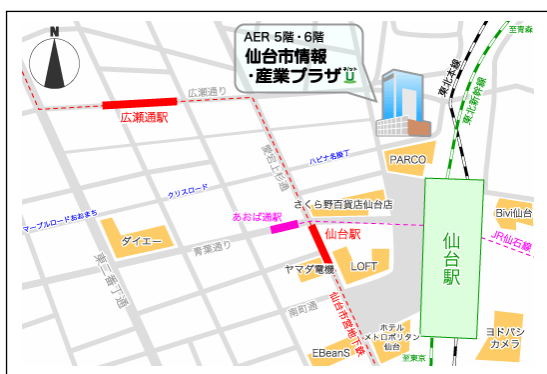 AER 5階・6階
仙台市情報
・産業プラザ
ネットU
N
至青森
東北本線
東北新幹線
広瀬通り
広瀬通駅
愛宕上杉通
ハピナ名掛丁
PARCO
クリスロード
さくら野百貨店仙台店
マーブルロードおおまち
あおば通駅
Bivi仙台
ダイエー
仙台駅
仙台駅
JR仙石線
青葉通り
東二番丁通
ヤマダ電機
LOFT
南町通
仙台市営地下鉄
ホテル
メトロポリタン
仙台
ヨドバシ
カメラ
EBeanS
至東京